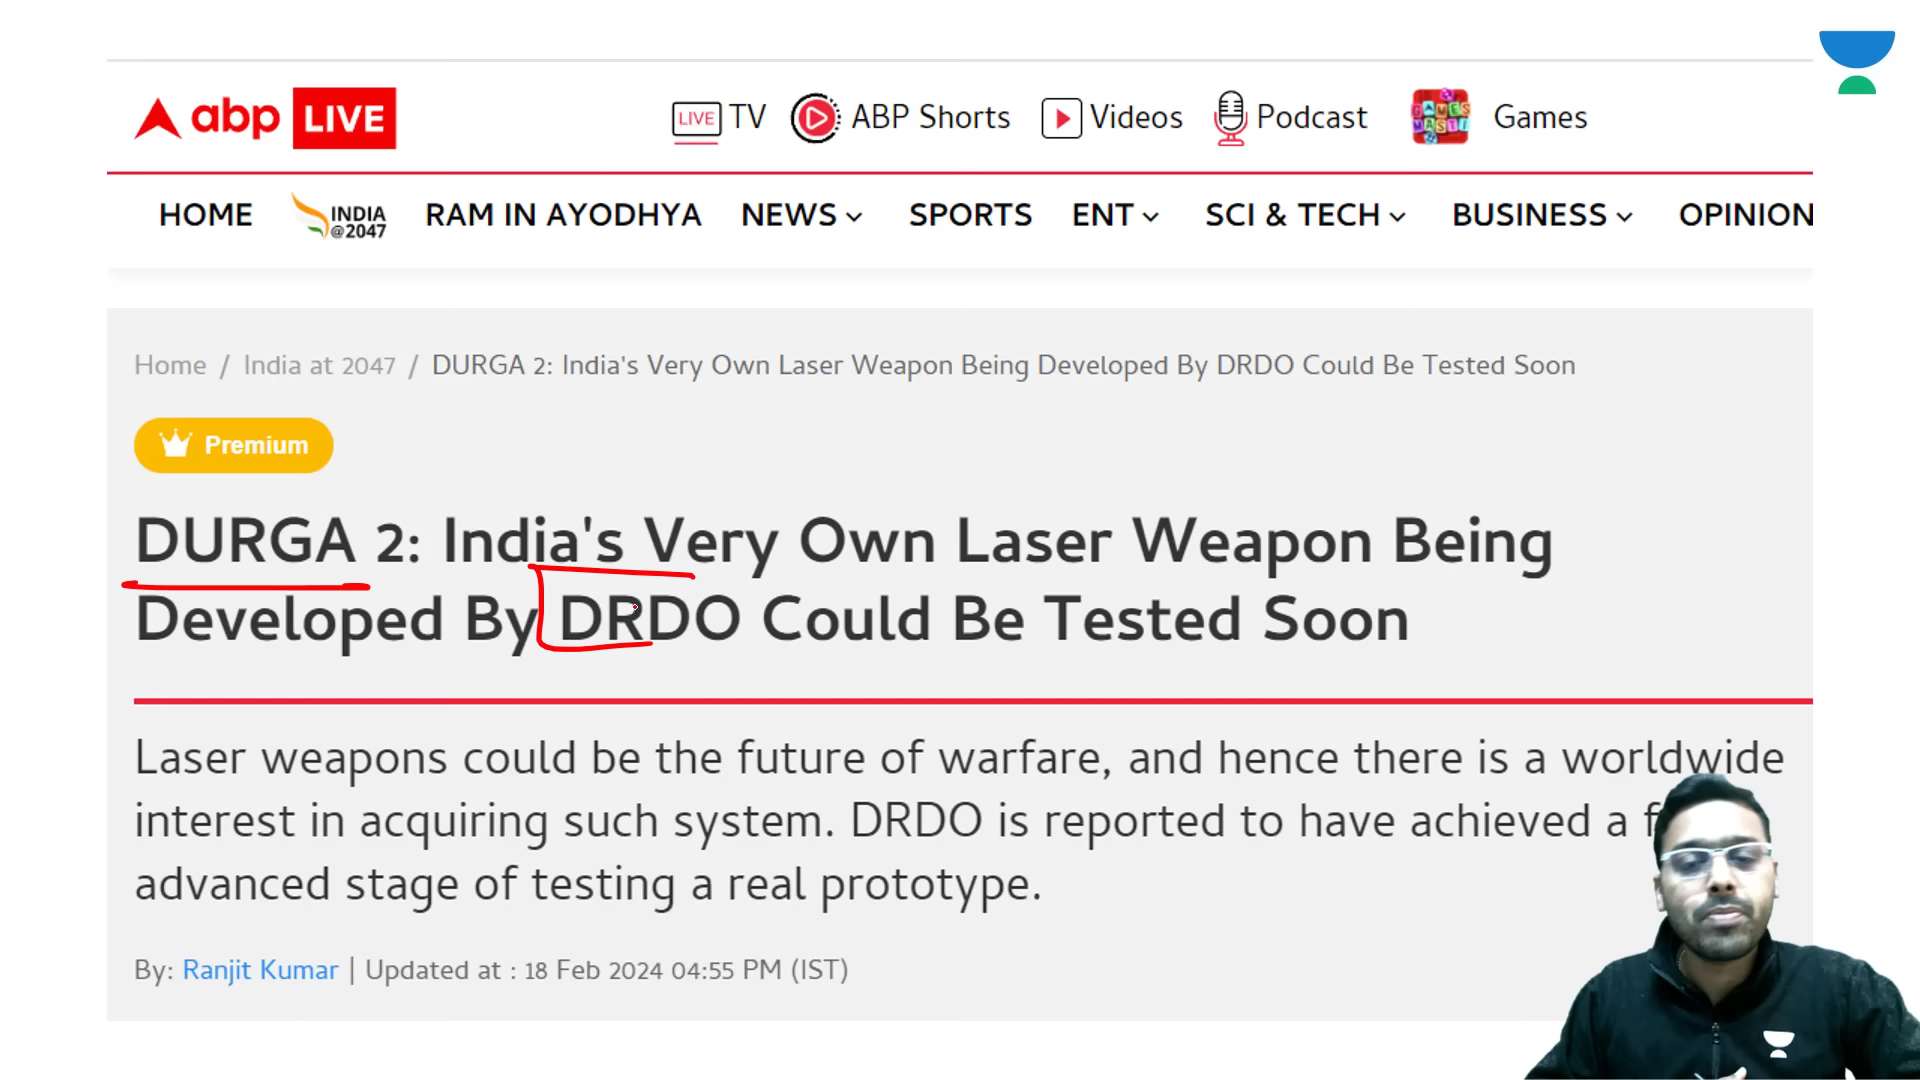 abp LIVE
LIVE TV ABP Shorts Videos Podcast GAMES MASTI Games
HOME INDIA @2047 RAM IN AYODHYA NEWS SPORTS ENT SCI & TECH BUSINESS OPINION
Home / India at 2047 / DURGA 2: India's Very Own Laser Weapon Being Developed By DRDO Could Be Tested Soon
Premium
DURGA 2: India's Very Own Laser Weapon Being
Developed By DRDO Could Be Tested Soon
Laser weapons could be the future of warfare, and hence there is a worldwide
interest in acquiring such system. DRDO is reported to have achieved a
advanced stage of testing a real prototype.
By: Ranjit Kumar | Updated at : 18 Feb 2024 04:55 PM (IST)